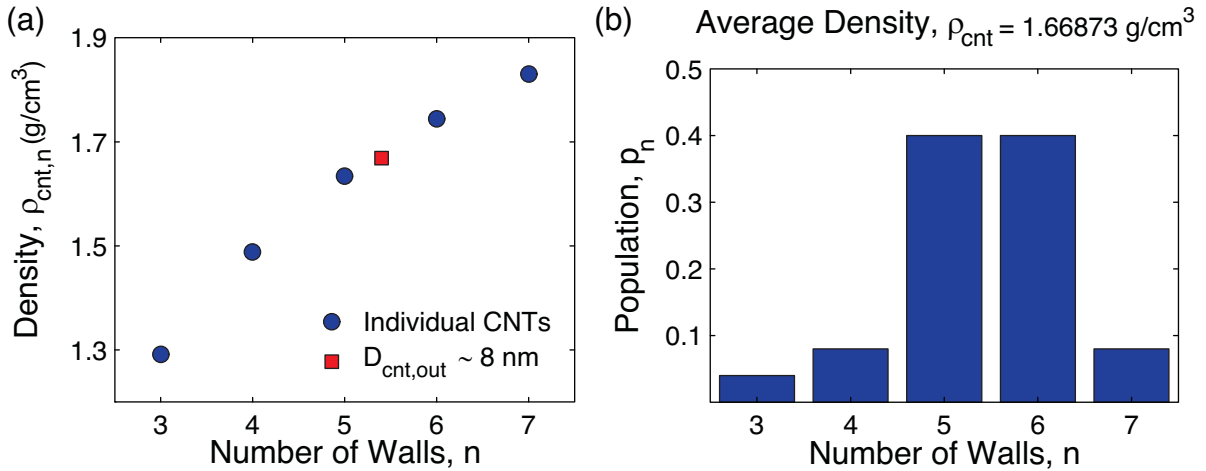 (a)
1.9
1.7
1.5
1.3
3 4 5 6 7
Density, ρcnt,n (g/cm³)
Number of Walls, n
Individual CNTs
Dcnt,out ~ 8 nm
(b)
Average Density, ρcnt = 1.66873 g/cm³
0.5
0.4
0.3
0.2
0.1
3 4 5 6 7
Population, pn
Number of Walls, n